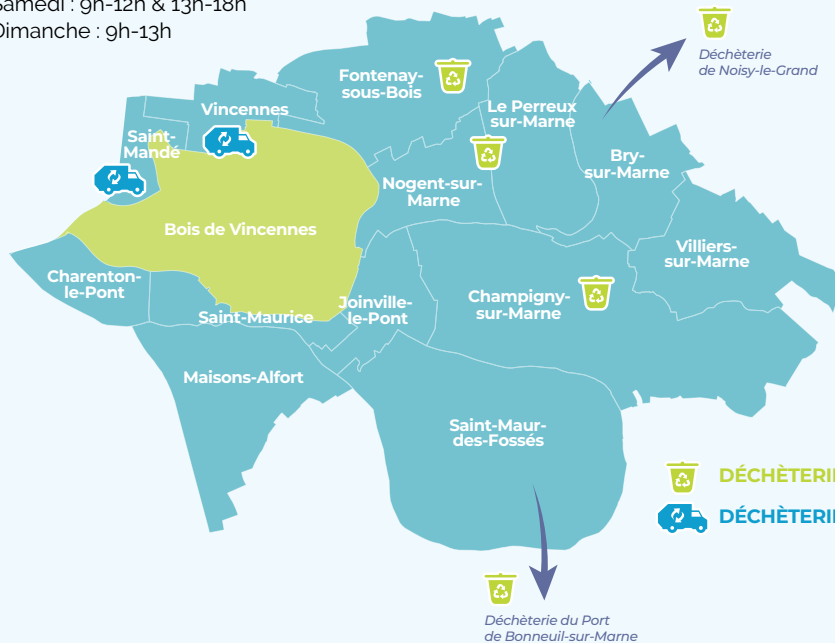 Samedi : 9h-12h & 13h-18h
Dimanche : 9h-13h
Déchèterie
de Noisy-le-Grand
Fontenay-
sous-Bois
Vincennes
Le Perreux
sur-Marne
Saint-
Mandé
Bry-
sur-Marne
Nogent-sur-
Marne
Bois de Vincennes
Villiers-
sur-Marne
Charenton-
le-Pont
Joinville-
le-Pont
Champigny-
sur-Marne
Saint-Maurice
Maisons-Alfort
Saint-Maur-
des-Fossés
DÉCHÈTERIE
DÉCHÈTERIE
Déchèterie du Port
de Bonneuil-sur-Marne